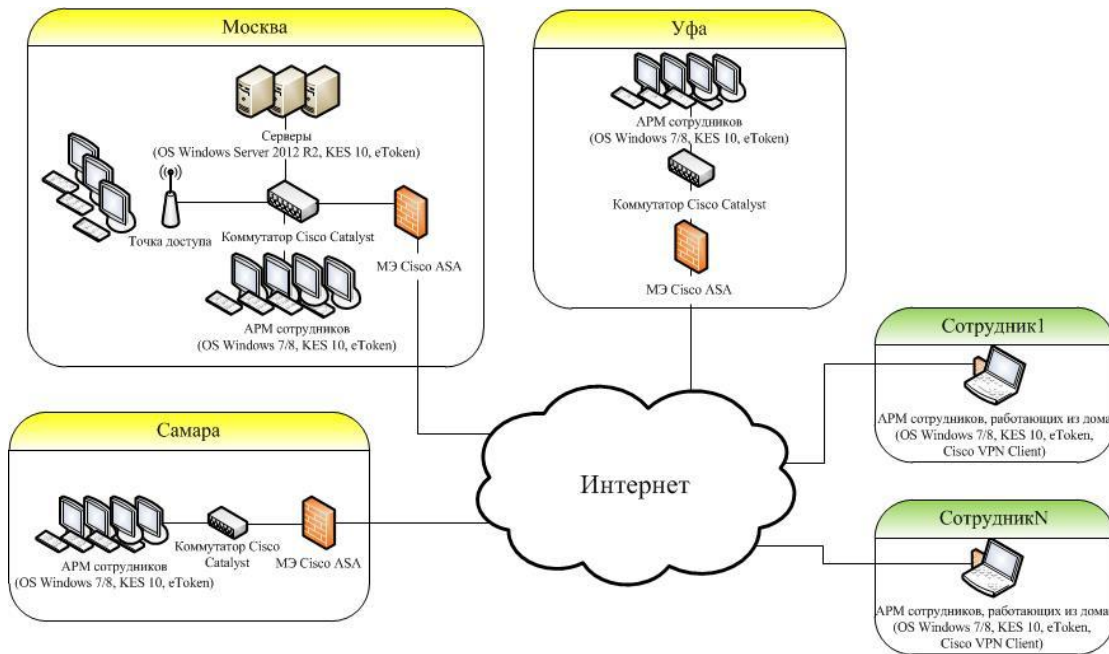 Москва
Серверы
(OS Windows Server 2012 R2, KES 10, eToken)
Точка доступа
Коммутатор Cisco Catalyst
МЭ Cisco ASA
АРМ сотрудников
(OS Windows 7/8, KES 10, eToken)
Уфа
АРМ сотрудников
(OS Windows 7/8, KES 10, eToken)
Коммутатор Cisco Catalyst
МЭ Cisco ASA
Самара
АРМ сотрудников
(OS Windows 7/8, KES 10, eToken)
Коммутатор Cisco
Catalyst
МЭ Cisco ASA
Интернет
Сотрудник1
АРМ сотрудников, работающих из дома
(OS Windows 7/8, KES 10, eToken,
Cisco VPN Client)
СотрудникN
АРМ сотрудников, работающих из дома
(OS Windows 7/8, KES 10, eToken,
Cisco VPN Client)